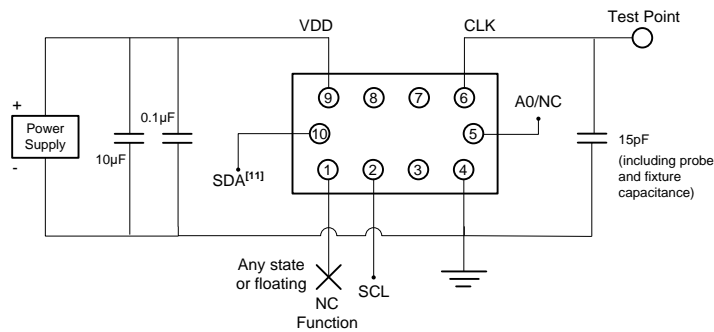 VDD
CLK
Test Point
+
Power
Supply
-
10µF
0.1µF
9
8
7
6
10
5
1
2
3
4
SDA[11]
A0/NC
15pF
(including probe
and fixture
capacitance)
Any state
or floating
NC
Function
SCL